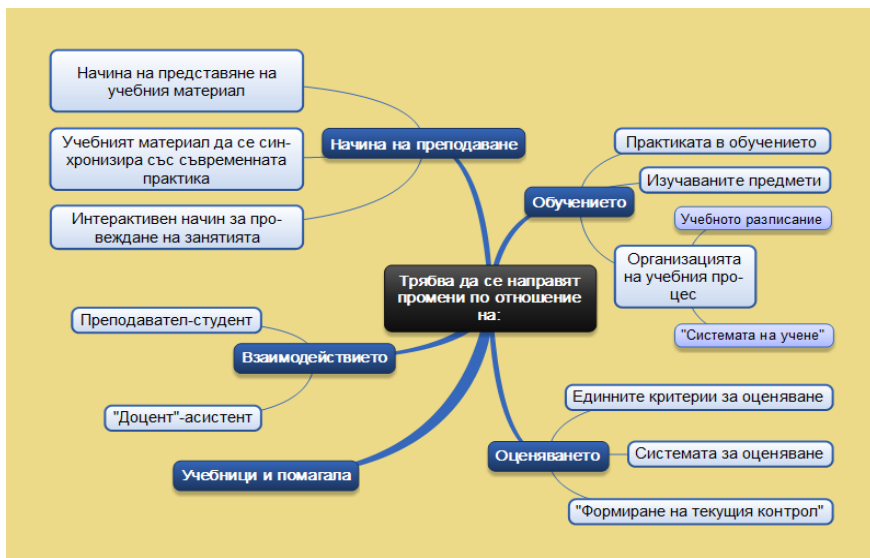 Начина на представяне на
учебния материал
Учебният материал да се син-
хронизира със съвременната
практика
Интерактивен начин за про-
веждане на занятията
Начина на преподаване
Практиката в обучението
Изучаваните предмети
Обучението
Учебното разписание
Организацията
на учебния про-
цес
"Системата на учене"
Трябва да се направят
промени по отношение
на:
Преподавател-студент
Взаимодействието
"Доцент"-асистент
Учебници и помагала
Единните критерии за оценяване
Оценяването
Системата за оценяване
"Формиране на текущия контрол"